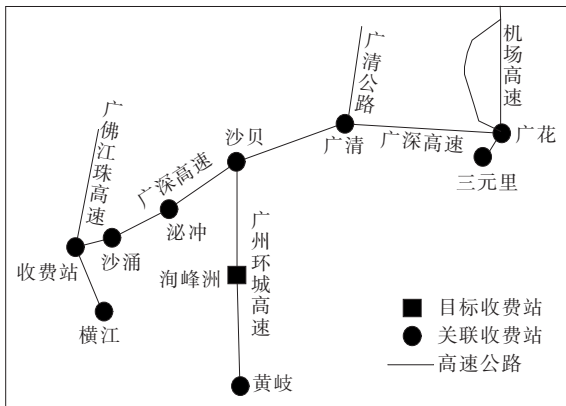 机场高速
广清公路
广佛江珠高速
沙贝
广清
广深高速
广花
三元里
广深高速
泌冲
沙涌
收费站
洵峰洲
广州环城高速
横江
黄岐
目标收费站
关联收费站
高速公路